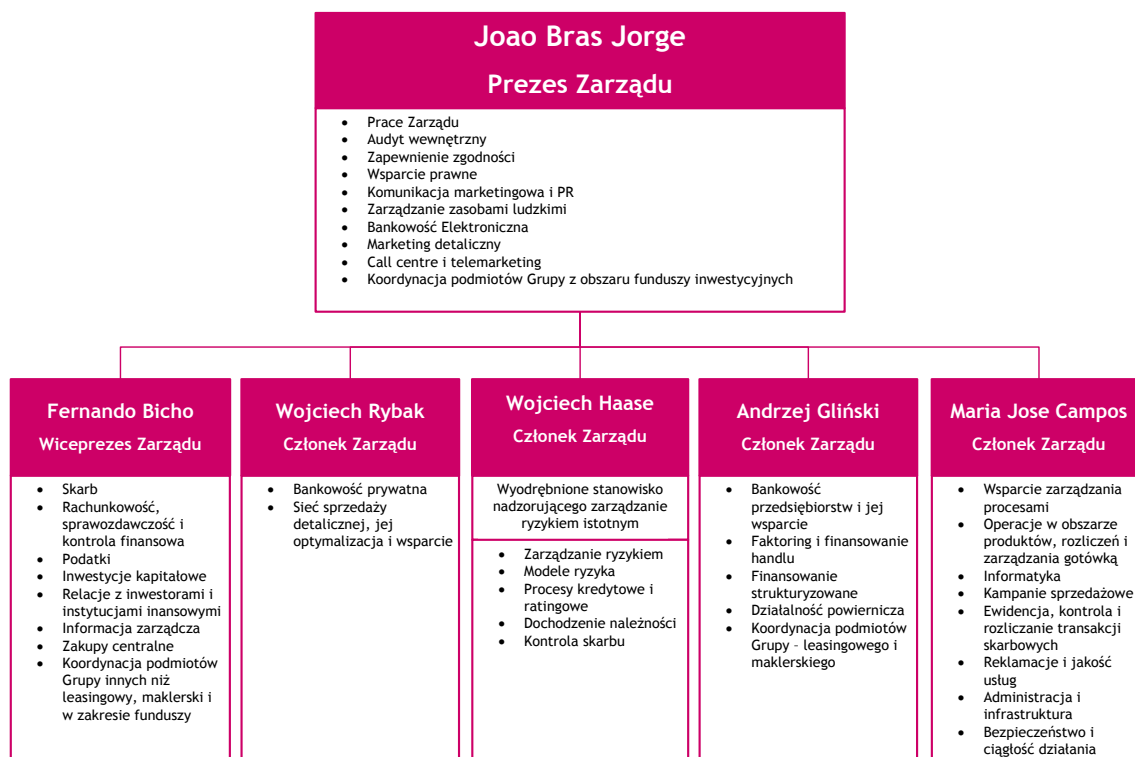 Joao Bras Jorge
Prezes Zarządu
• Prace Zarządu
• Audyt wewnętrzny
• Zapewnienie zgodności
• Wsparcie prawne
• Komunikacja marketingowa i PR
• Zarządzanie zasobami ludzkimi
• Bankowość Elektroniczna
• Marketing detaliczny
• Call centre i telemarketing
• Koordynacja podmiotów Grupy z obszaru funduszy inwestycyjnych
Fernando Bicho
Wiceprezes Zarządu
• Skarb
• Rachunkowość,
sprawozdawczość i
kontrola finansowa
• Podatki
• Inwestycje kapitałowe
• Relacje z inwestorami i
instytucjami inansowymi
• Informacja zarządcza
• Zakupy centralne
• Koordynacja podmiotów
Grupy innych niż
leasingowy, maklerski i
w zakresie funduszy
Wojciech Rybak
Członek Zarządu
• Bankowość prywatna
• Sieć sprzedaży
detalicznej, jej
optymalizacja i wsparcie
Wojciech Haase
Członek Zarządu
Wyodrębnione stanowisko
nadzorującego zarządzanie
ryzykiem istotnym
• Zarządzanie ryzykiem
• Modele ryzyka
• Procesy kredytowe i
ratingowe
• Dochodzenie należności
• Kontrola skarbu
Andrzej Gliński
Członek Zarządu
• Bankowość
przedsiębiorstw i jej
wsparcie
• Faktoring i finansowanie
handlu
• Finansowanie
strukturyzowane
• Działalność powiernicza
• Koordynacja podmiotów
Grupy – leasingowego i
maklerskiego
Maria Jose Campos
Członek Zarządu
• Wsparcie zarządzania
procesami
• Operacje w obszarze
produktów, rozliczeń i
zarządzania gotówką
• Informatyka
• Kampanie sprzedażowe
• Ewidencja, kontrola i
rozliczanie transakcji
skarbowych
• Reklamacje i jakość
usług
• Administracja i
infrastruktura
• Bezpieczeństwo i
ciągłość działania